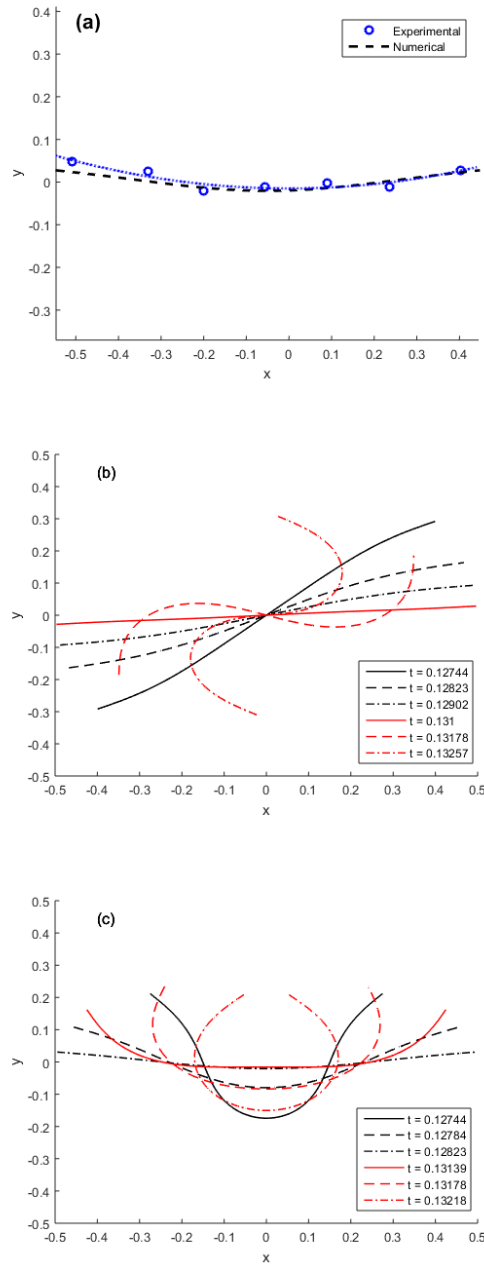 (a)
Experimental
Numerical
0.4
0.3
0.2
0.1
0
-0.1
-0.2
-0.3
y
-0.5 -0.4 -0.3 -0.2 -0.1 0 0.1 0.2 0.3 0.4
x
(b)
0.5
0.4
0.3
0.2
0.1
0
-0.1
-0.2
-0.3
-0.4
-0.5
y
t = 0.12744
t = 0.12823
t = 0.12902
t = 0.131
t = 0.13178
t = 0.13257
-0.5 -0.4 -0.3 -0.2 -0.1 0 0.1 0.2 0.3 0.4 0.5
x
(c)
0.5
0.4
0.3
0.2
0.1
0
-0.1
-0.2
-0.3
-0.4
-0.5
y
t = 0.12744
t = 0.12784
t = 0.12823
t = 0.13139
t = 0.13178
t = 0.13218
-0.5 -0.4 -0.3 -0.2 -0.1 0 0.1 0.2 0.3 0.4 0.5
x